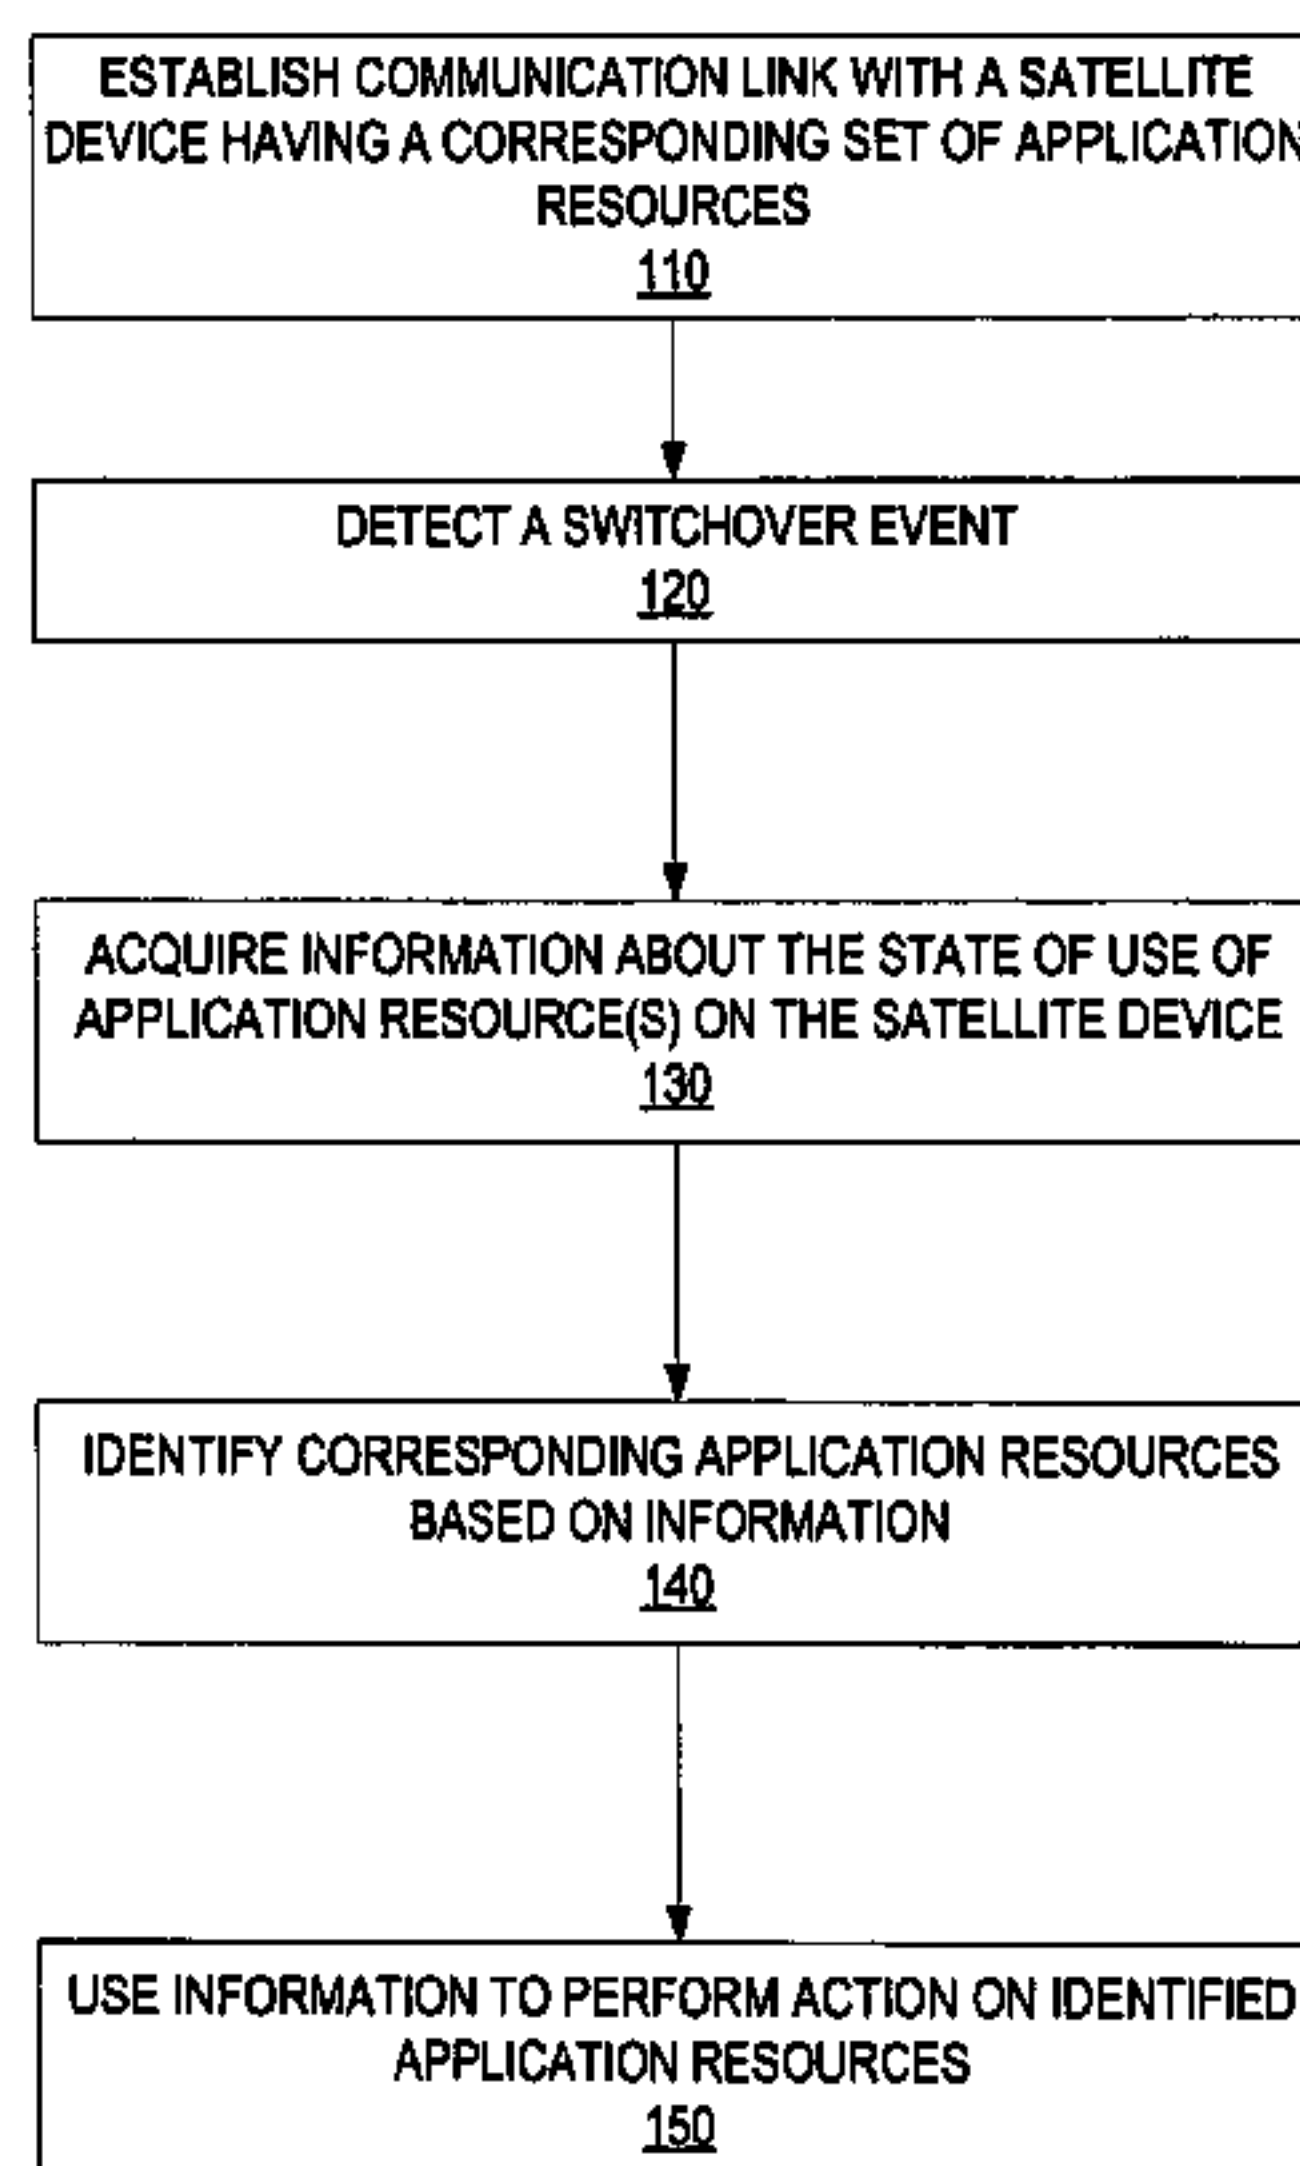 ESTABLISH COMMUNICATION LINK WITH A SATELLITE
DEVICE HAVING A CORRESPONDING SET OF APPLICATION
RESOURCES
110
DETECT A SWITCHOVER EVENT
120
ACQUIRE INFORMATION ABOUT THE STATE OF USE OF
APPLICATION RESOURCE(S) ON THE SATELLITE DEVICE
130
IDENTIFY CORRESPONDING APPLICATION RESOURCES
BASED ON INFORMATION
140
USE INFORMATION TO PERFORM ACTION ON IDENTIFIED
APPLICATION RESOURCES
150